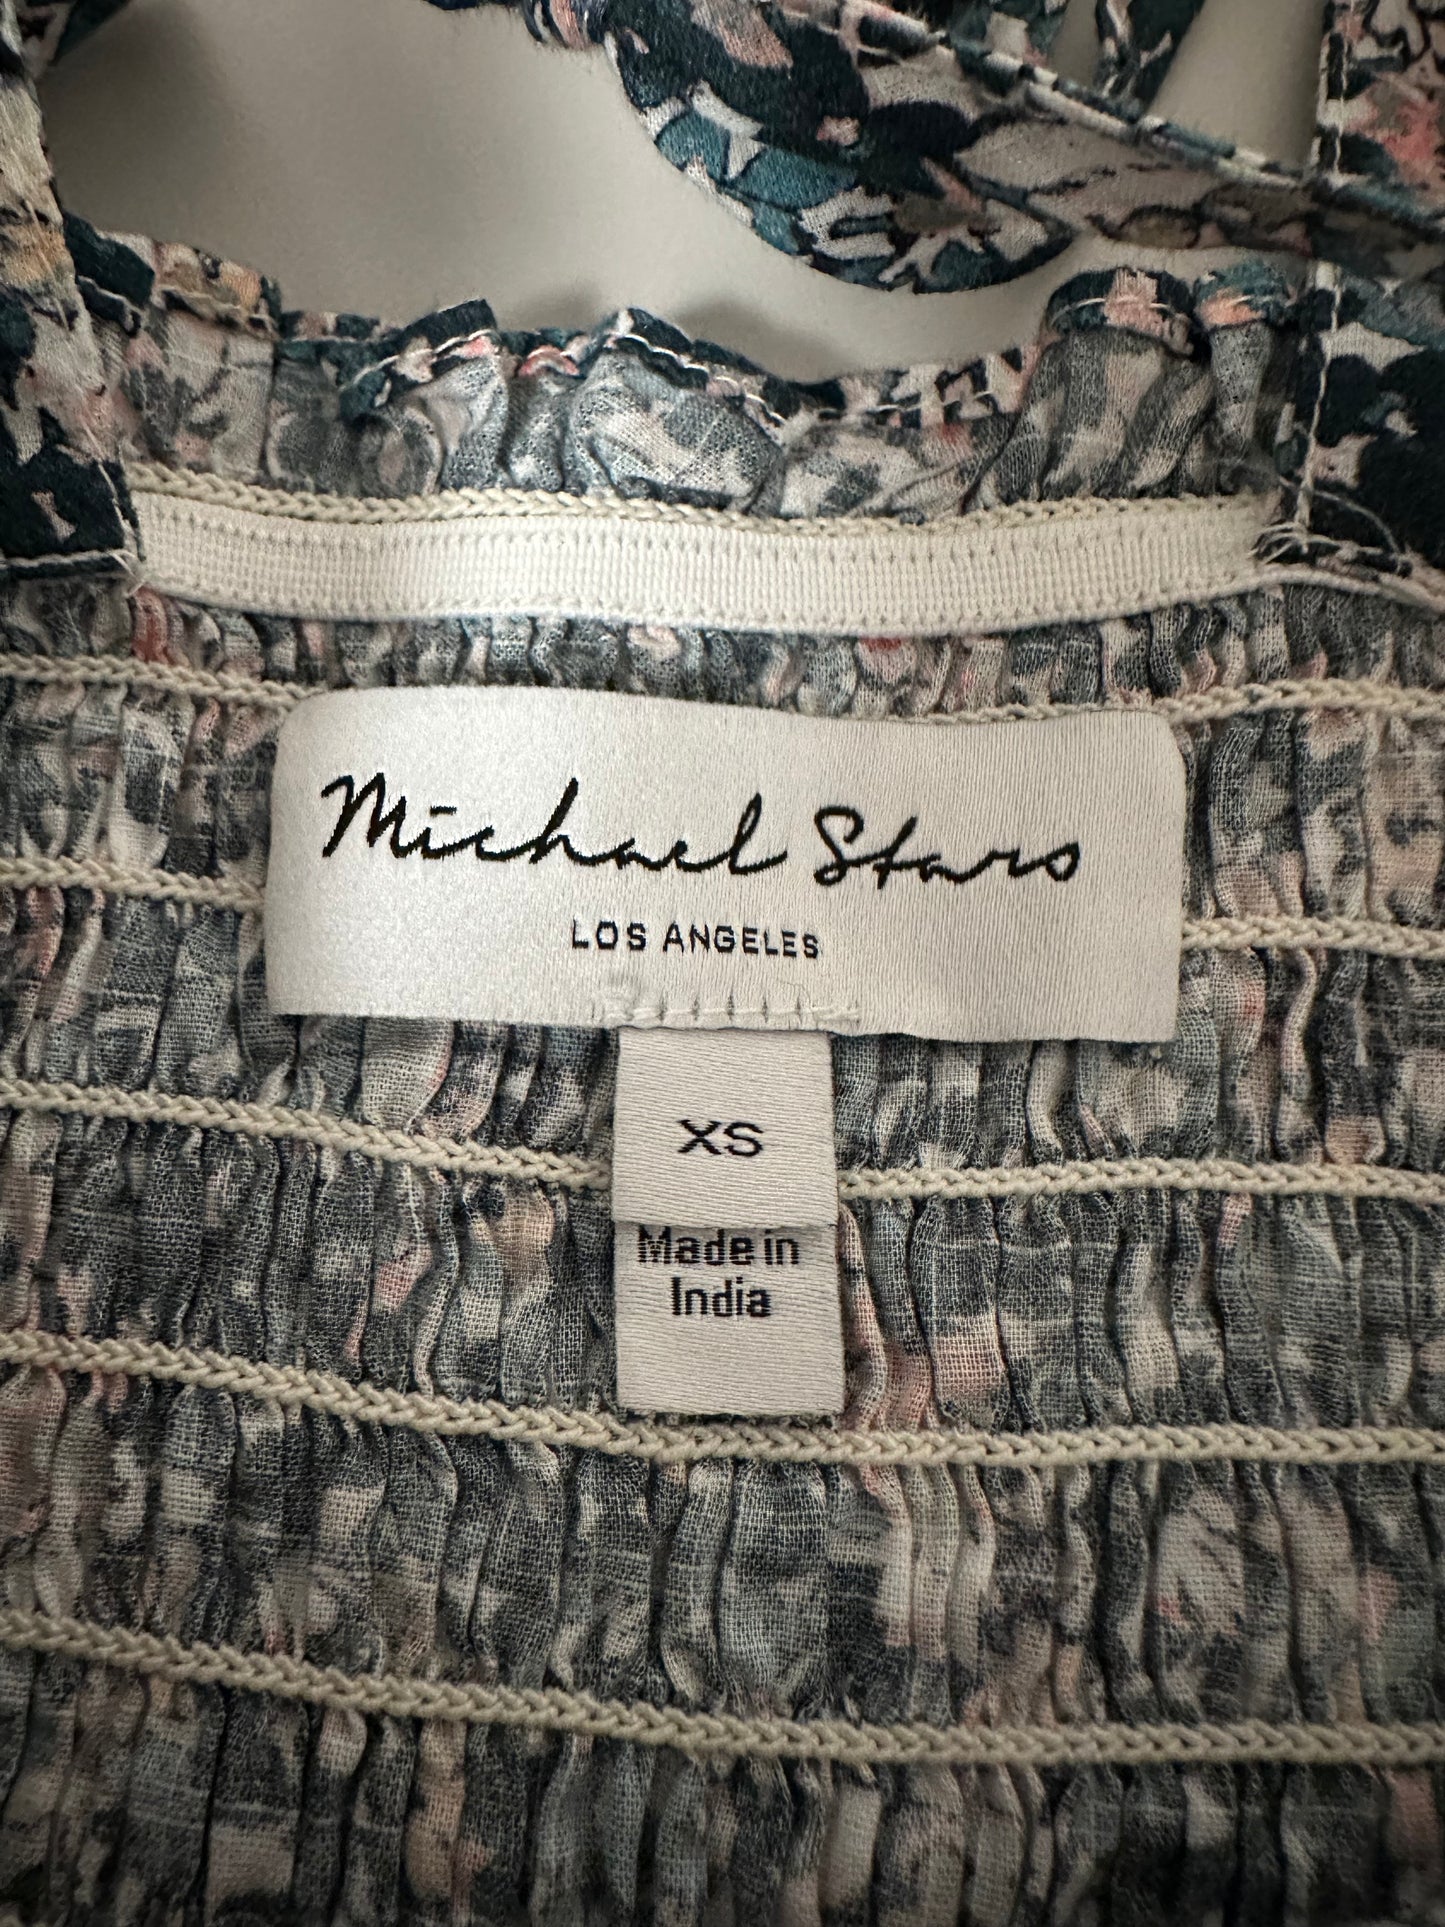 Michael Stars
LOS ANGELES
XS
Made in
India